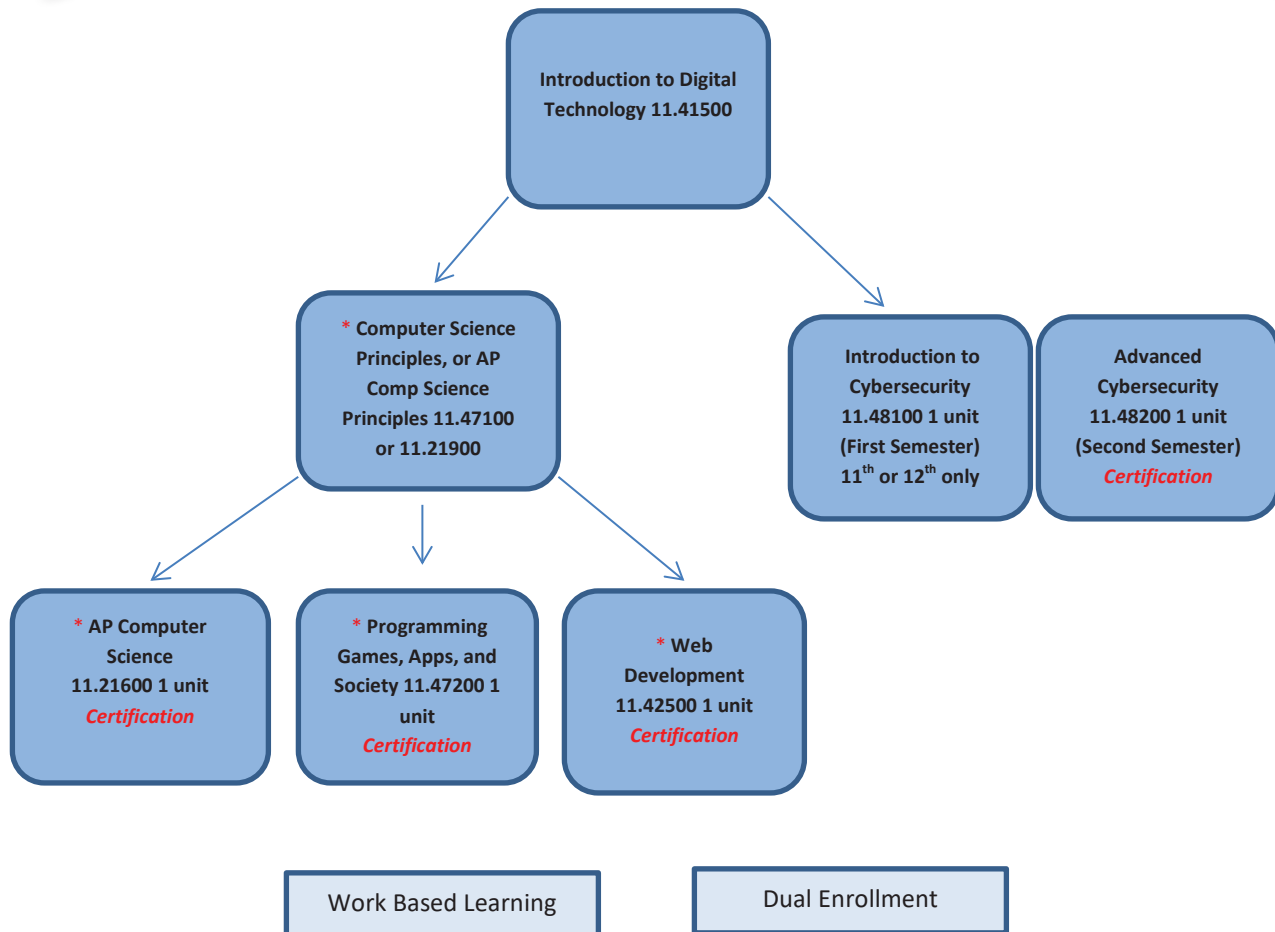 Introduction to Digital
Technology 11.41500
* Computer Science
Principles, or AP
Comp Science
Principles 11.47100
or 11.21900
Introduction to
Cybersecurity
11.48100 1 unit
(First Semester)
11th or 12th only
Advanced
Cybersecurity
11.48200 1 unit
(Second Semester)
Certification
* AP Computer
Science
11.21600 1 unit
Certification
* Programming
Games, Apps, and
Society 11.47200 1
unit
Certification
* Web
Development
11.42500 1 unit
Certification
Work Based Learning
Dual Enrollment